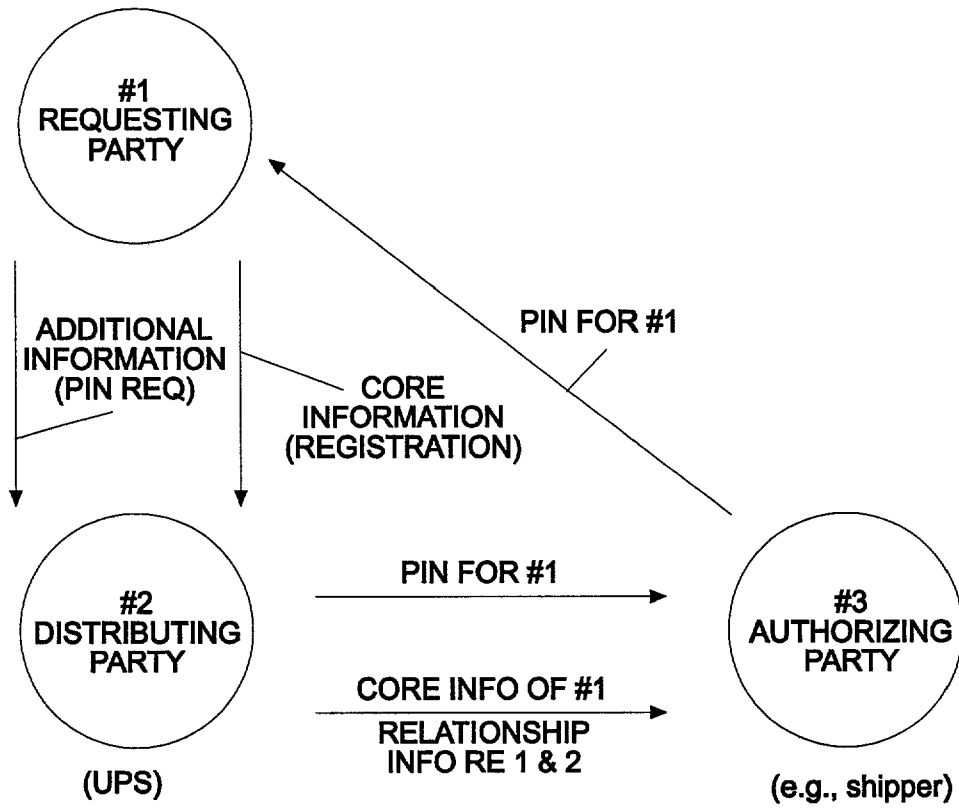 #1
REQUESTING
PARTY
PIN FOR #1
ADDITIONAL
INFORMATION
(PIN REQ)
CORE
INFORMATION
(REGISTRATION)
#2
DISTRIBUTING
PARTY
(UPS)
PIN FOR #1
CORE INFO OF #1
RELATIONSHIP
INFO RE 1 & 2
#3
AUTHORIZING
PARTY
(e.g., shipper)